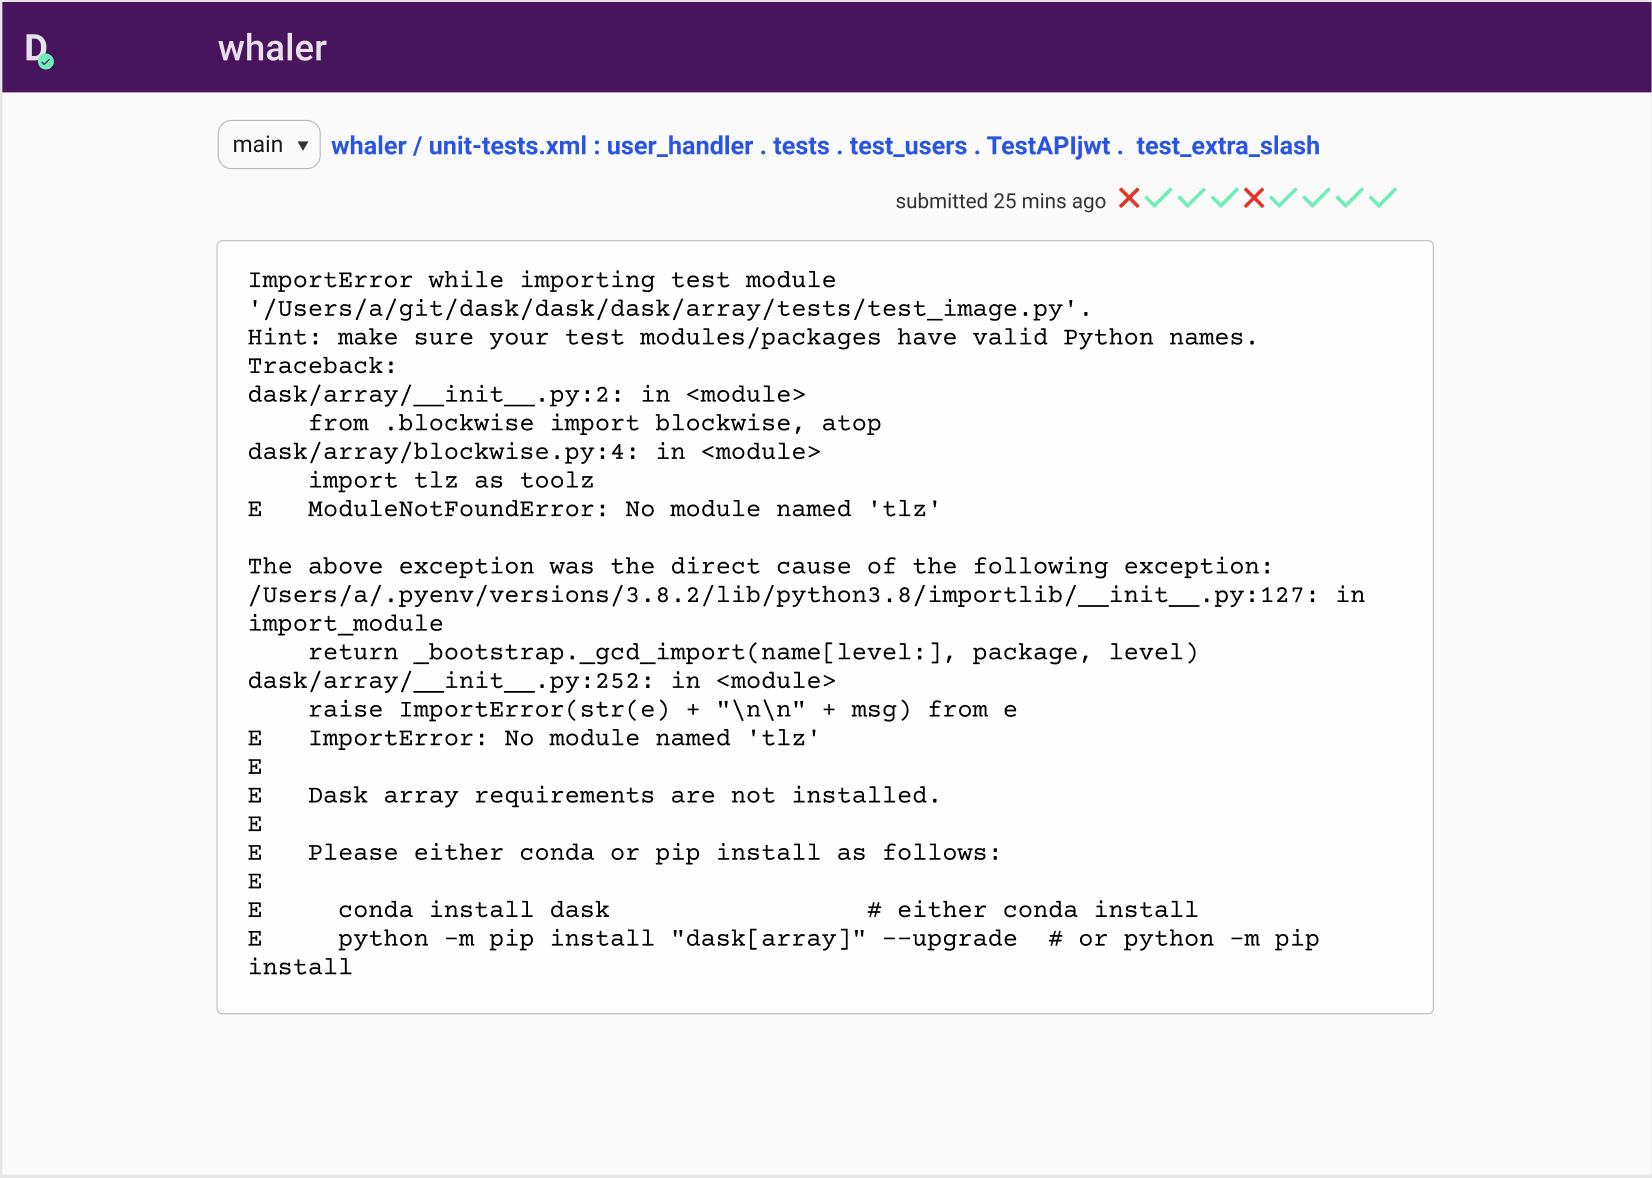 D
whaler
main ▼ whaler / unit-tests.xml : user_handler . tests . test_users . TestAPIjwt . test_extra_slash
submitted 25 mins ago
ImportError while importing test module
'/Users/a/git/dask/dask/dask/array/tests/test_image.py'.
Hint: make sure your test modules/packages have valid Python names.
Traceback:
dask/array/__init__.py:2: in <module>
    from .blockwise import blockwise, atop
dask/array/blockwise.py:4: in <module>
    import tlz as toolz
E   ModuleNotFoundError: No module named 'tlz'

The above exception was the direct cause of the following exception:
/Users/a/.pyenv/versions/3.8.2/lib/python3.8/importlib/__init__.py:127: in
import_module
    return _bootstrap._gcd_import(name[level:], package, level)
dask/array/__init__.py:252: in <module>
    raise ImportError(str(e) + "\n\n" + msg) from e
E   ImportError: No module named 'tlz'
E
E   Dask array requirements are not installed.
E
E   Please either conda or pip install as follows:
E
E     conda install dask                 # either conda install
E     python -m pip install "dask[array]" --upgrade  # or python -m pip
install